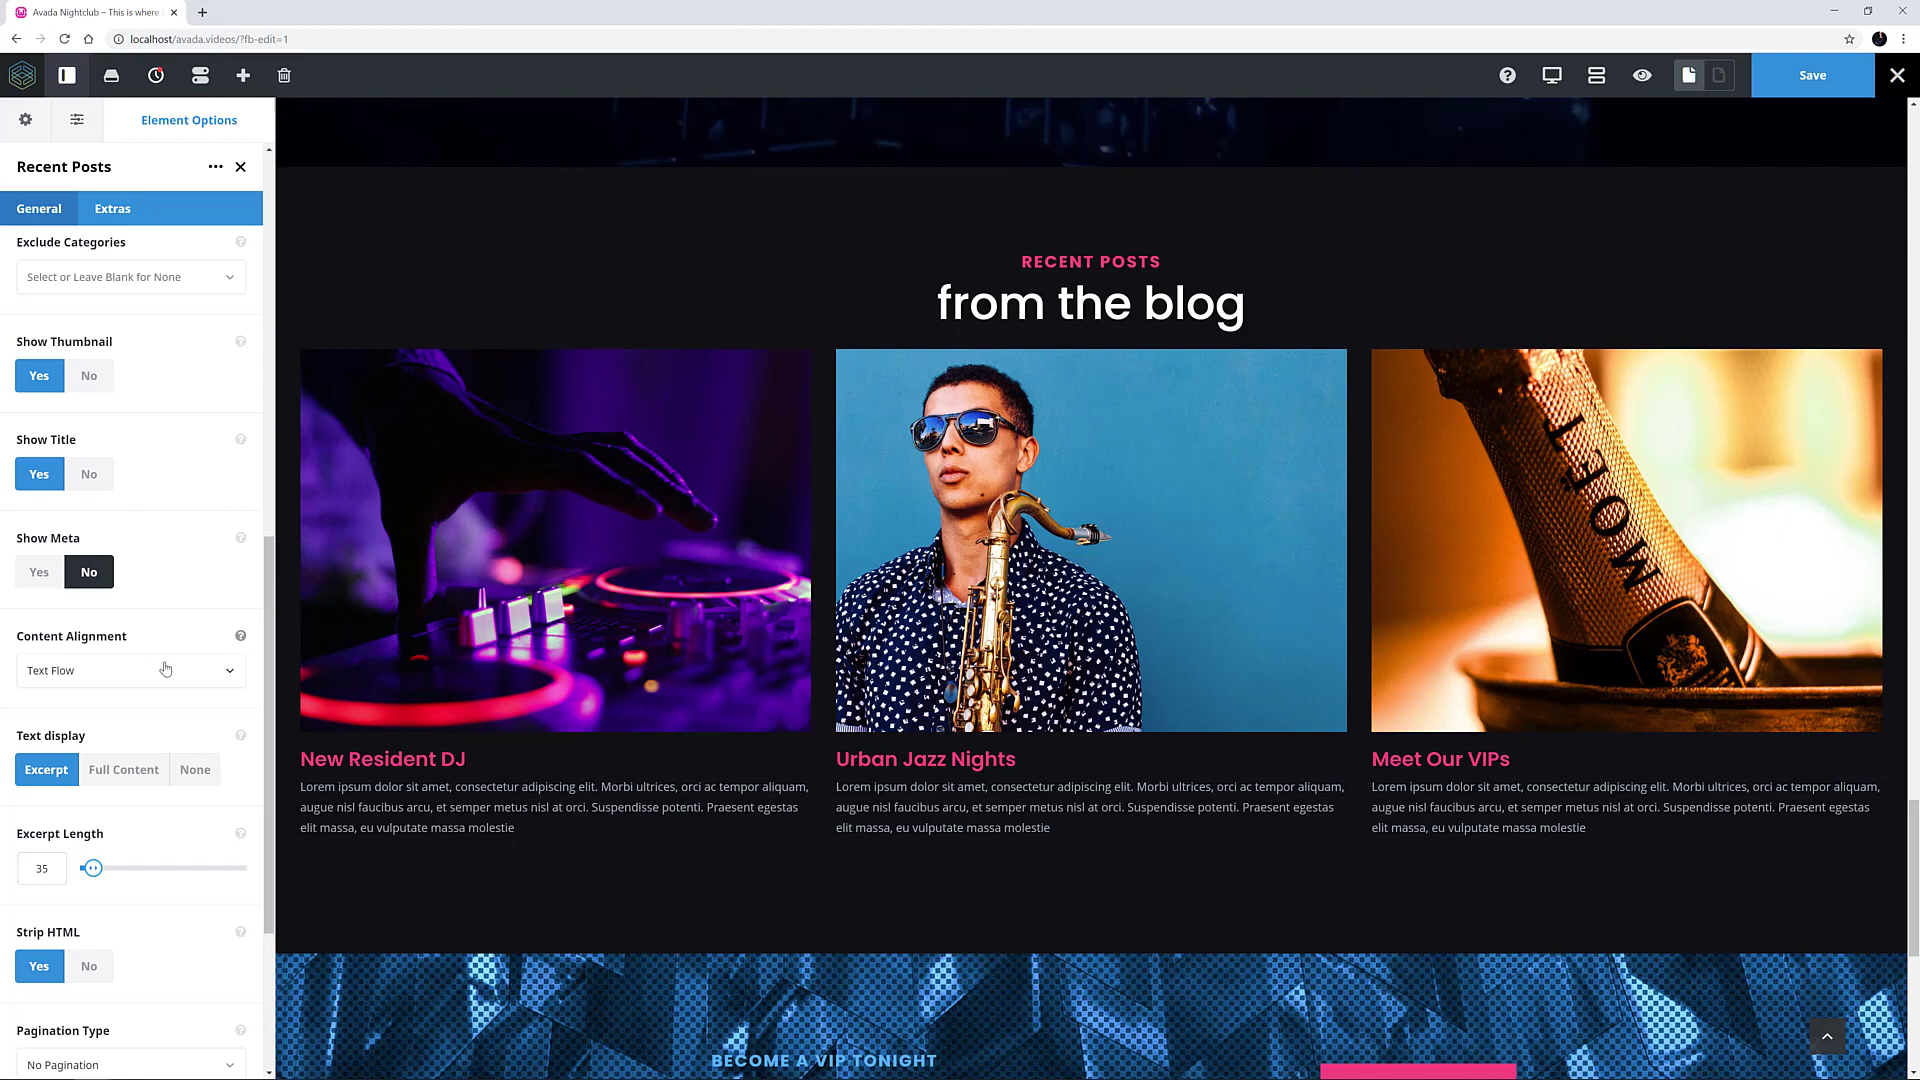 Avada Nightclub – This is where
localhost/avada.videos/?fb-edit=1
Save
Element Options
Recent Posts
General
Extras
Exclude Categories
Select or Leave Blank for None
Show Thumbnail
Yes
No
Show Title
Yes
No
Show Meta
Yes
No
Content Alignment
Text Flow
Text display
Excerpt
Full Content
None
Excerpt Length
35
Strip HTML
Yes
No
Pagination Type
No Pagination
RECENT POSTS
from the blog
MOËT
New Resident DJ
Lorem ipsum dolor sit amet, consectetur adipiscing elit. Morbi ultrices, orci ac tempor aliquam,
augue nisl faucibus arcu, et semper metus nisl at orci. Suspendisse potenti. Praesent egestas
elit massa, eu vulputate massa molestie
Urban Jazz Nights
Lorem ipsum dolor sit amet, consectetur adipiscing elit. Morbi ultrices, orci ac tempor aliquam,
augue nisl faucibus arcu, et semper metus nisl at orci. Suspendisse potenti. Praesent egestas
elit massa, eu vulputate massa molestie
Meet Our VIPs
Lorem ipsum dolor sit amet, consectetur adipiscing elit. Morbi ultrices, orci ac tempor aliquam,
augue nisl faucibus arcu, et semper metus nisl at orci. Suspendisse potenti. Praesent egestas
elit massa, eu vulputate massa molestie
BECOME A VIP TONIGHT